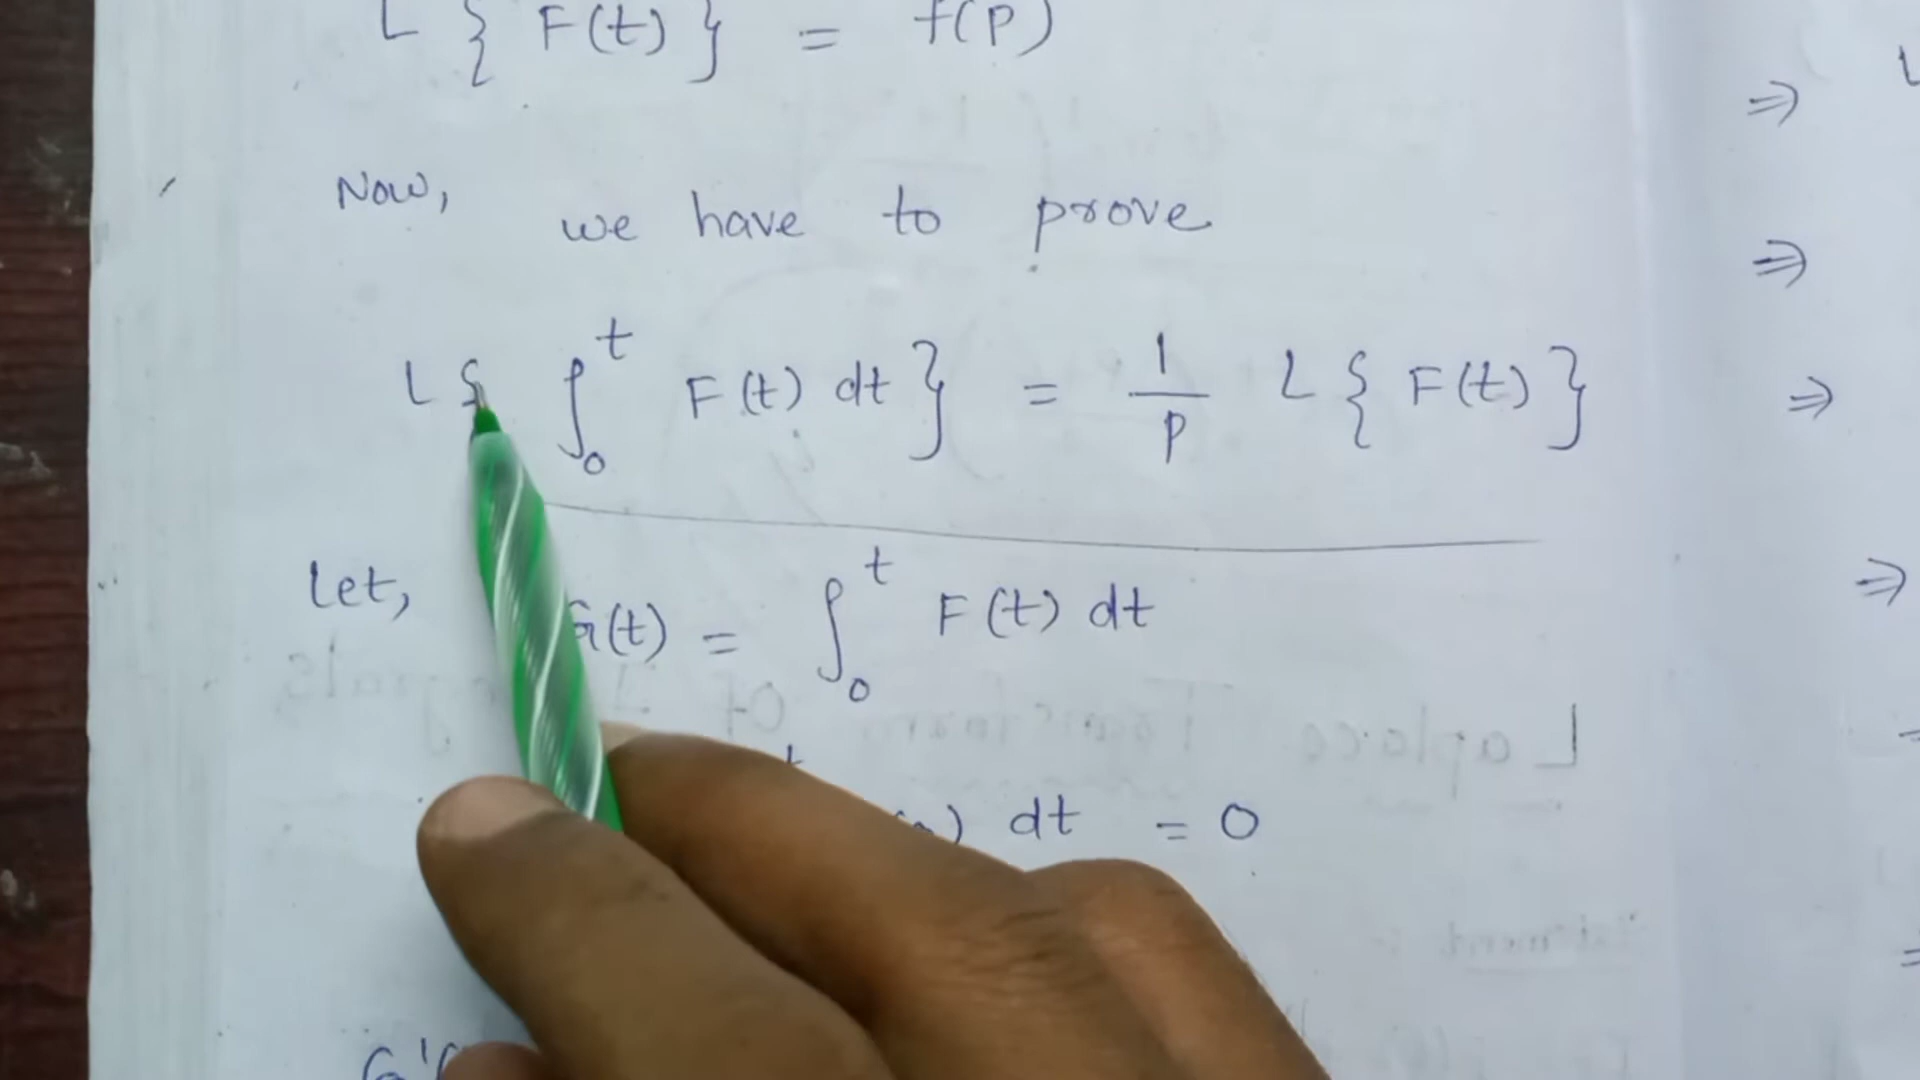 L { F(t) } = f(p)
Now, we have to prove
L { ∫₀ᵗ F(t) dt } = 1/p L { F(t) }
Let, G(t) = ∫₀ᵗ F(t) dt
dt = 0
G'(
⇒
⇒
⇒
⇒